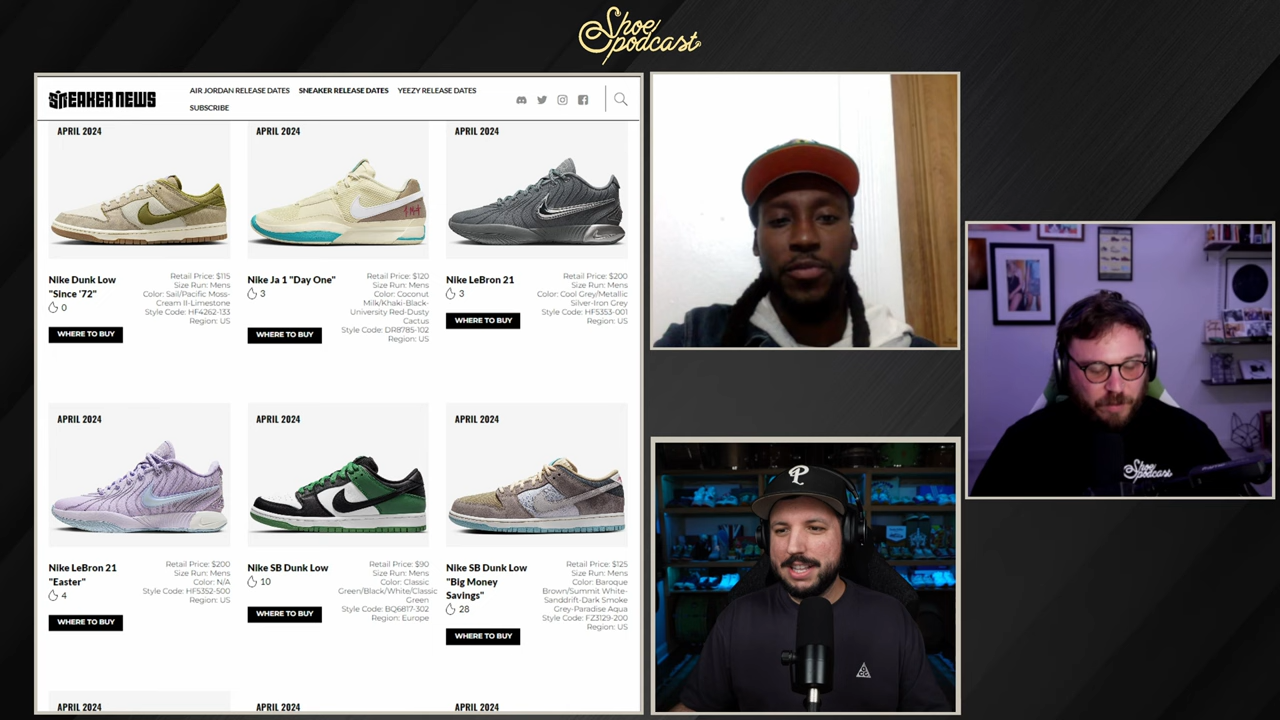 Shoe
podcast
SNEAKER NEWS
AIR JORDAN RELEASE DATES
SNEAKER RELEASE DATES
YEEZY RELEASE DATES
SUBSCRIBE
APRIL 2024
Nike Dunk Low
"Since '72"
0
WHERE TO BUY
Retail Price: $115
Size Run: Mens
Color: Sail/Pacific Moss-
Cream II-Limestone
Style Code: HF4262-133
Region: US
APRIL 2024
Nike Ja 1 "Day One"
3
WHERE TO BUY
Retail Price: $120
Size Run: Mens
Color: Coconut
Milk/Khaki-Black-
University Red-Dusty
Cactus
Style Code: DR8785-102
Region: US
APRIL 2024
Nike LeBron 21
3
WHERE TO BUY
Retail Price: $200
Size Run: Mens
Color: Cool Grey/Metallic
Silver-Iron Grey
Style Code: HF5353-001
Region: US
APRIL 2024
Nike LeBron 21
"Easter"
4
WHERE TO BUY
Retail Price: $200
Size Run: Mens
Color: N/A
Style Code: HF5352-500
Region: US
APRIL 2024
Nike SB Dunk Low
10
WHERE TO BUY
Retail Price: $90
Size Run: Mens
Color: Classic
Green/Black/White/Classic
Green
Style Code: BQ6817-302
Region: Europe
APRIL 2024
Nike SB Dunk Low
"Big Money
Savings"
28
WHERE TO BUY
Retail Price: $125
Size Run: Mens
Color: Baroque
Brown/Summit White-
Sanddrift-Dark Smoke
Grey-Paradise Aqua
Style Code: FZ3129-200
Region: US
APRIL 2024
APRIL 2024
APRIL 2024
P
Shoe
podcast